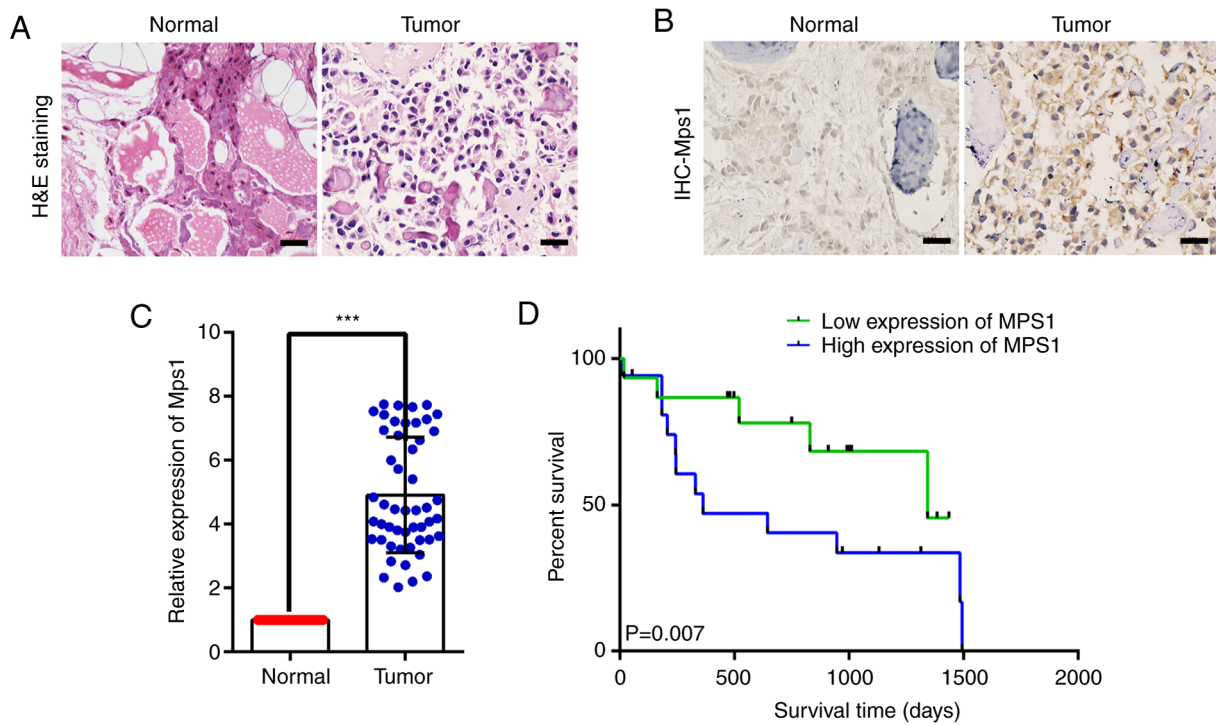 A
Normal
Tumor
H&E staining
B
Normal
Tumor
IHC-Mps1
C
***
Relative expression of Mps1
10
8
6
4
2
0
Normal
Tumor
D
Low expression of MPS1
High expression of MPS1
Percent survival
100
50
0
P=0.007
0
500
1000
1500
2000
Survival time (days)